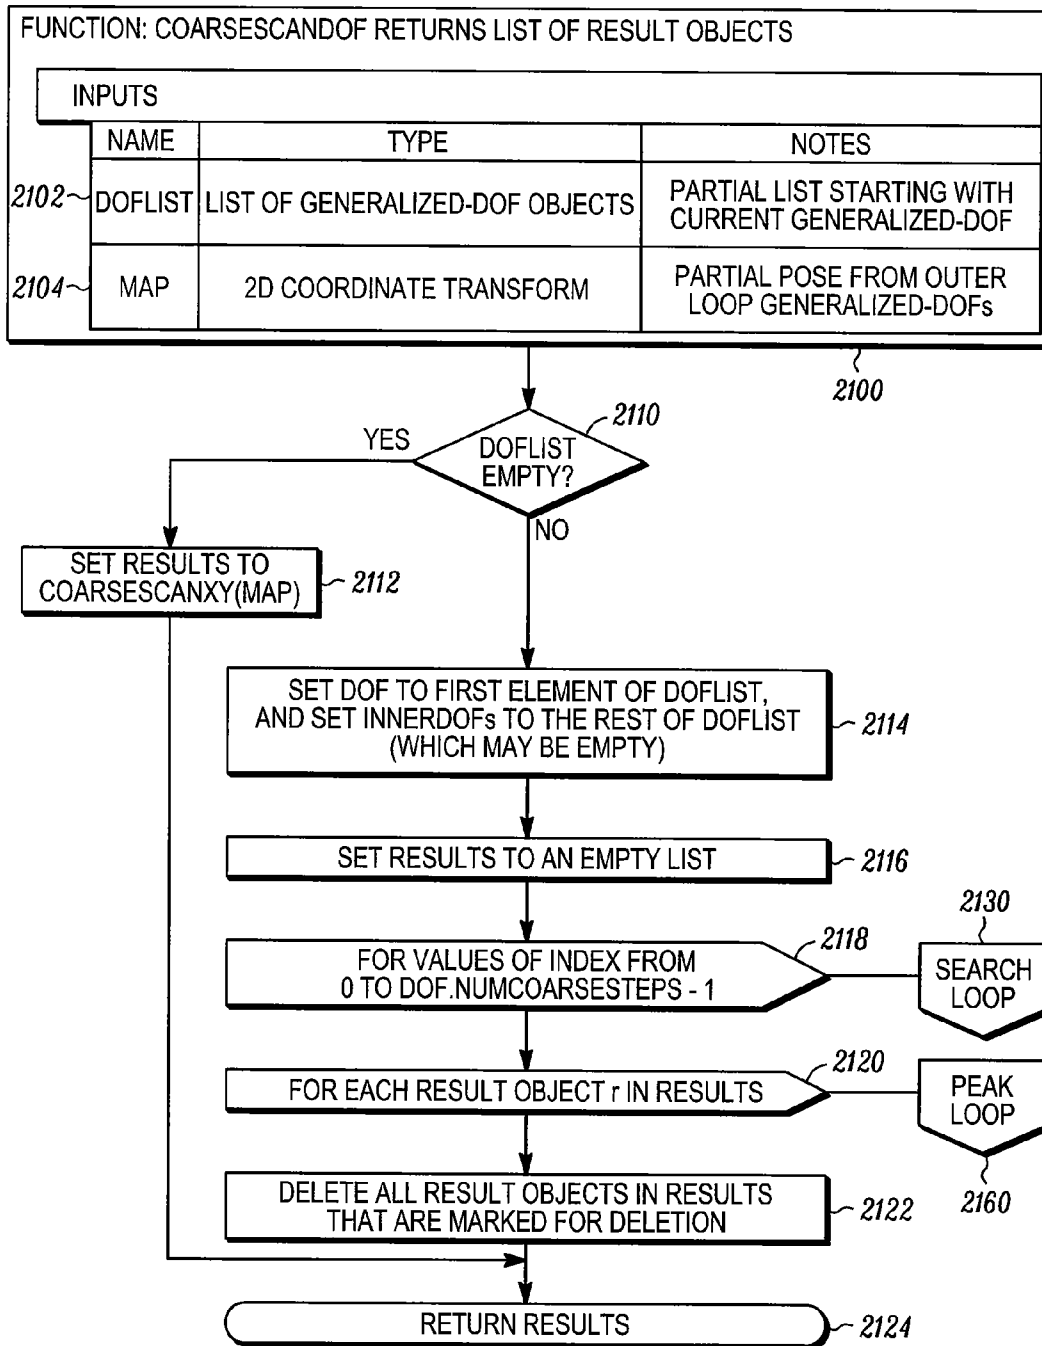 FUNCTION: COARSESCANDOF RETURNS LIST OF RESULT OBJECTS
INPUTS
NAME TYPE NOTES
2102 DOFLIST LIST OF GENERALIZED-DOF OBJECTS PARTIAL LIST STARTING WITH
CURRENT GENERALIZED-DOF
2104 MAP 2D COORDINATE TRANSFORM PARTIAL POSE FROM OUTER
LOOP GENERALIZED-DOFs
2100
2110
YES
DOFLIST
EMPTY?
NO
SET RESULTS TO
COARSESCANXY(MAP)
2112
SET DOF TO FIRST ELEMENT OF DOFLIST,
AND SET INNERDOFs TO THE REST OF DOFLIST
(WHICH MAY BE EMPTY)
2114
SET RESULTS TO AN EMPTY LIST
2116
FOR VALUES OF INDEX FROM
0 TO DOF.NUMCOARSESTEPS - 1
2118
2130
SEARCH
LOOP
FOR EACH RESULT OBJECT r IN RESULTS
2120
PEAK
LOOP
2160
DELETE ALL RESULT OBJECTS IN RESULTS
THAT ARE MARKED FOR DELETION
2122
RETURN RESULTS
2124